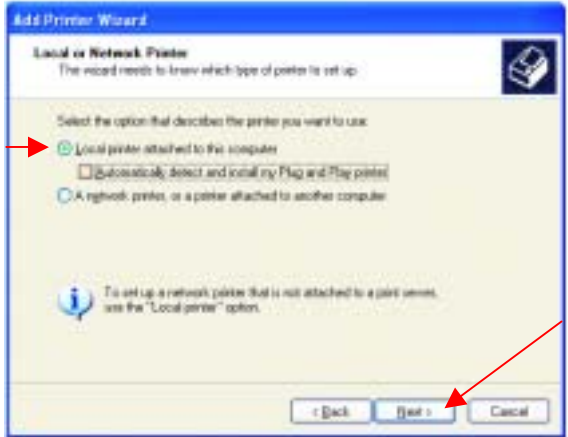 Add Printer Wizard
Local or Network Printer
The wizard needs to know which type of printer to set up.
Select the option that describes the printer you want to use:
Local printer attached to this computer
Automatically detect and install my Plug and Play printer
A network printer, or a printer attached to another computer
To set up a network printer that is not attached to a print server,
use the "Local printer" option.
< Back
Next >
Cancel